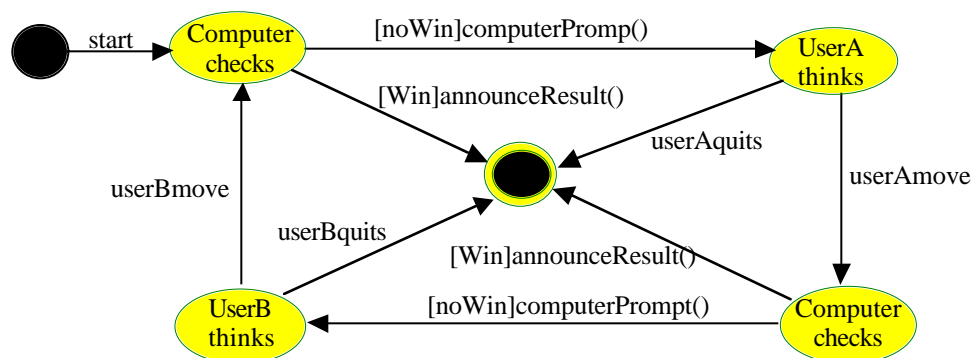 start
Computer
checks
[noWin]computerPromp()
UserA
thinks
[Win]announceResult()
userAquits
userBmove
userAmove
userBquits
[Win]announceResult()
UserB
thinks
[noWin]computerPrompt()
Computer
checks